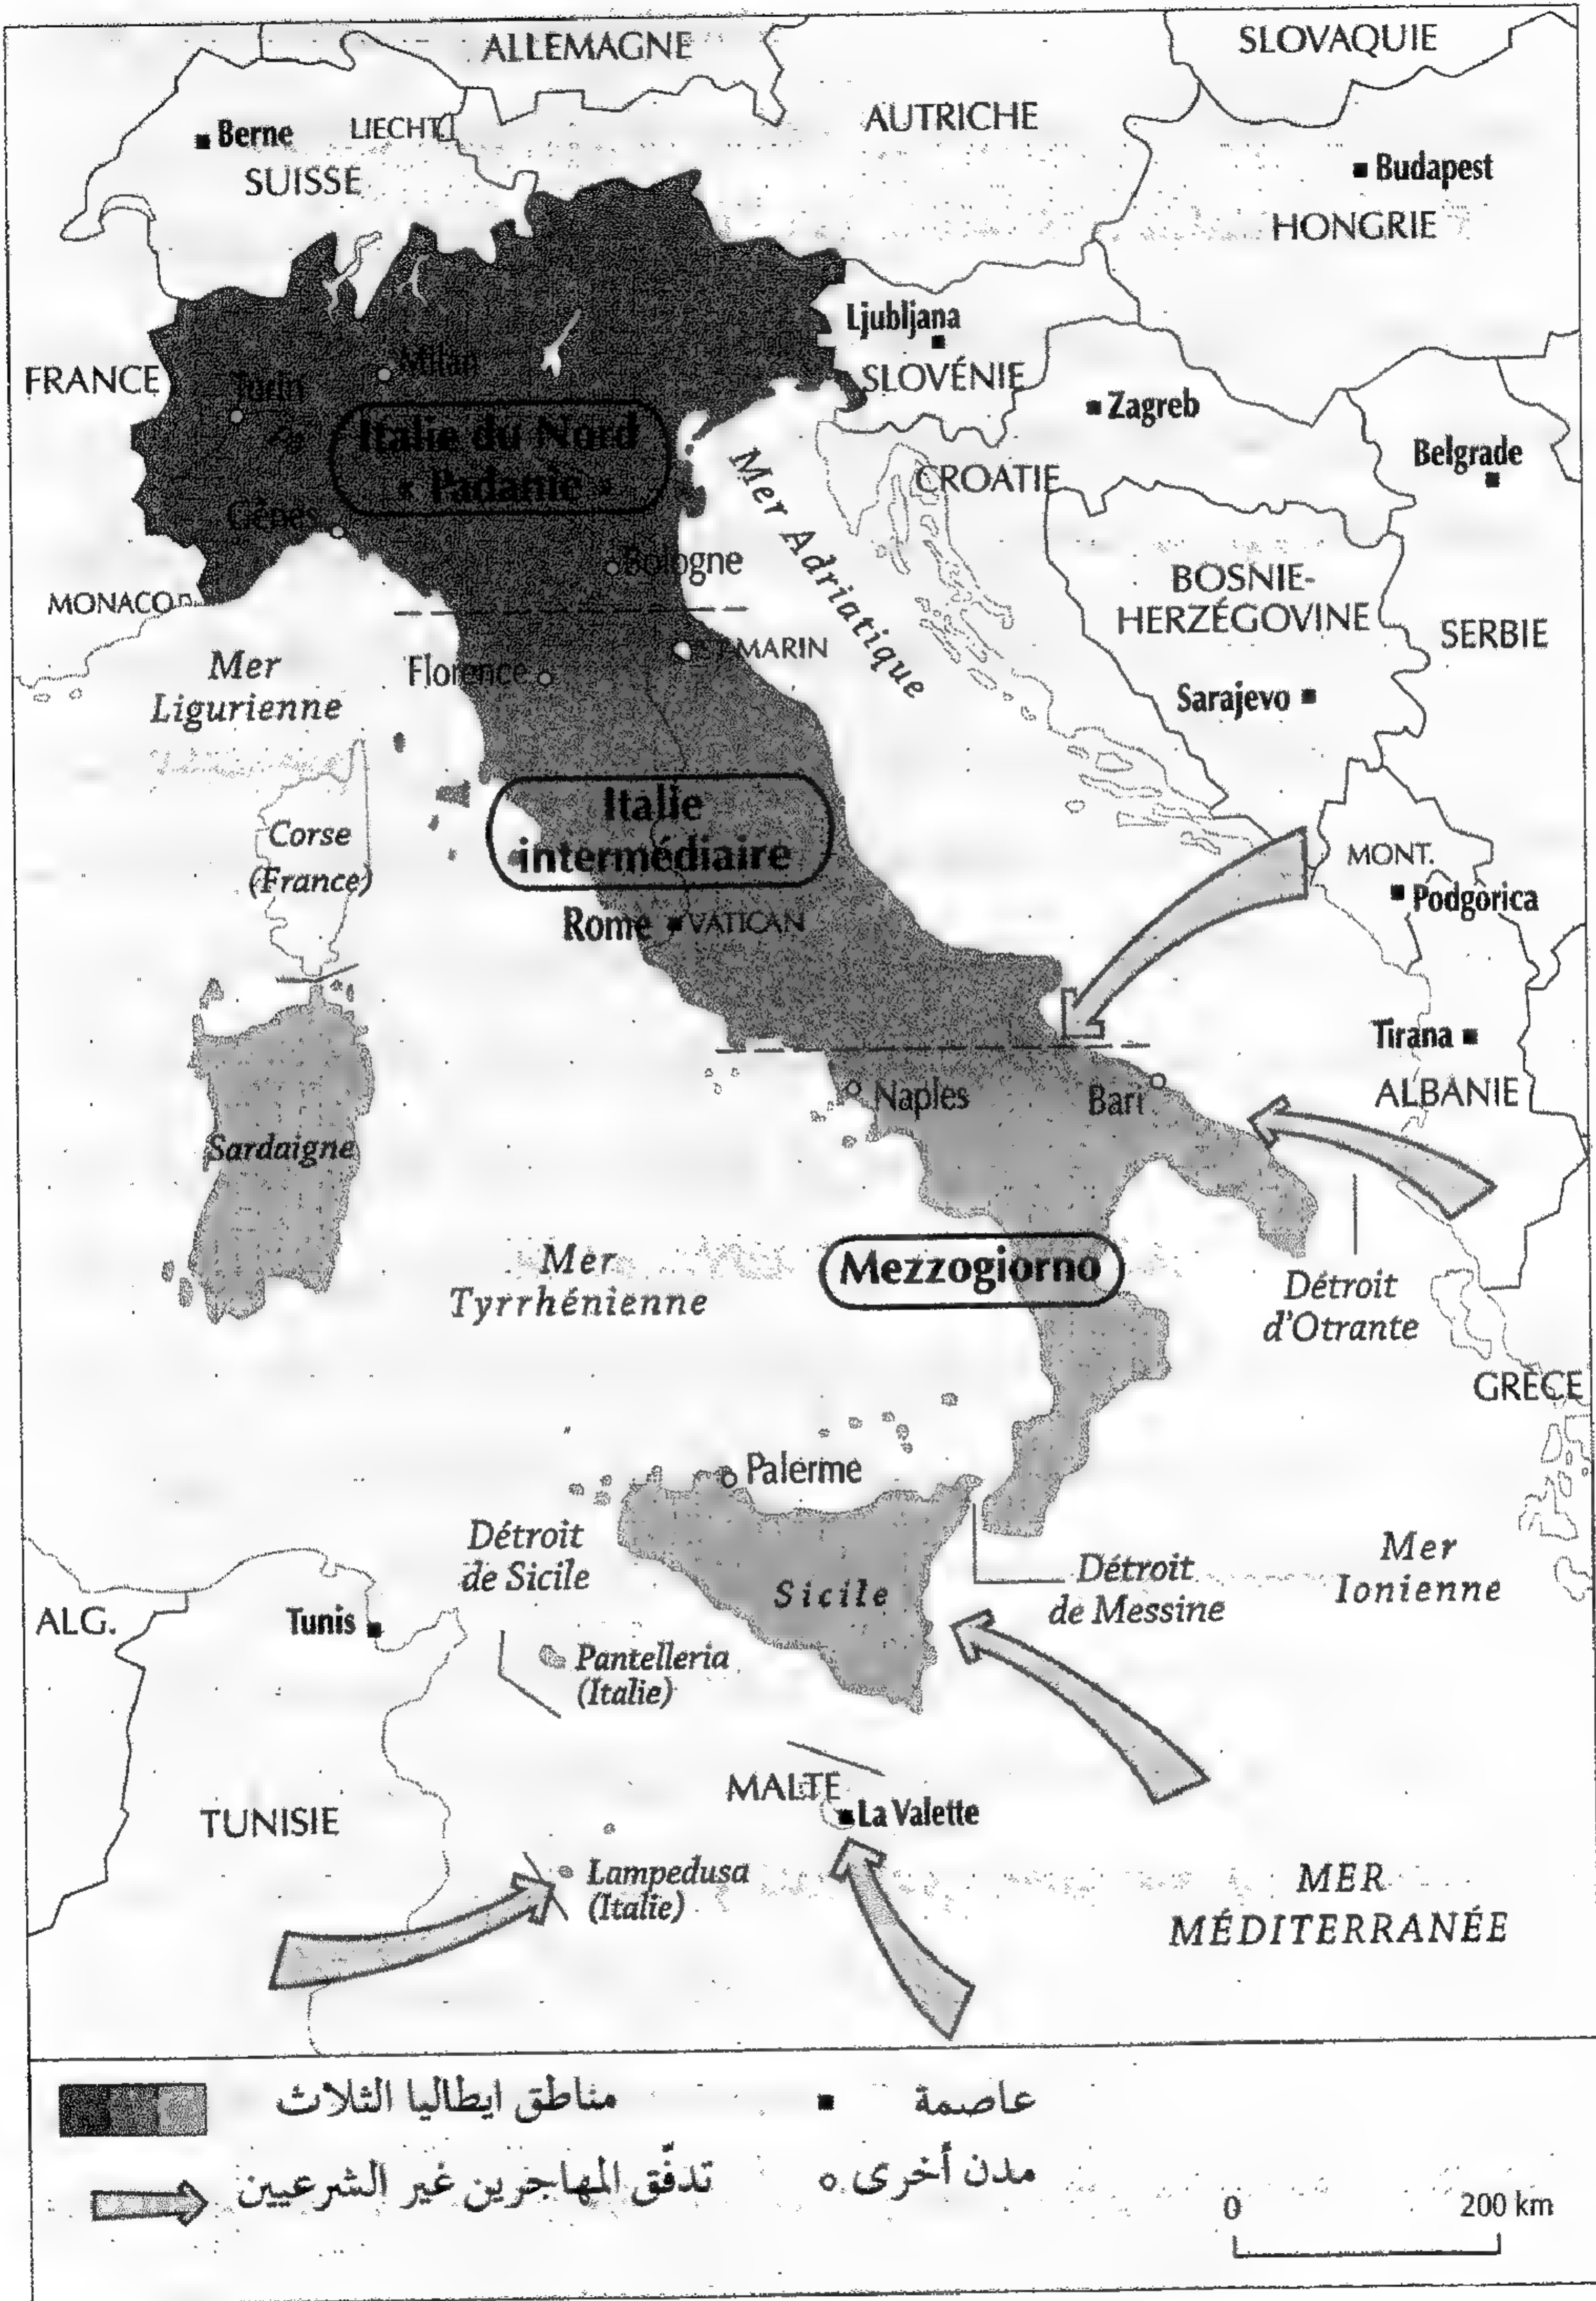 ALLEMAGNE
SLOVAQUIE
AUTRICHE
Berne
LIECHT.
SUISSE
Budapest
HONGRIE
Ljubljana
SLOVÉNIE
FRANCE
Turin
Milan
Zagreb
Italie du Nord
« Padanie »
Belgrade
CROATIE
Gênes
Mer Adriatique
Bologne
BOSNIE-
HERZÉGOVINE
MONACO
SERBIE
MARIN
Florence
Mer
Ligurienne
Sarajevo
Italie
intermédiaire
Corse
(France)
MONT.
Podgorica
Rome
VATICAN
Tirana
ALBANIE
Naples
Bari
Sardaigne
Mer
Tyrrhénienne
Mezzogiorno
Détroit
d'Otrante
GRÈCE
Palerme
Détroit
de Sicile
Sicile
Détroit
de Messine
Mer
Ionienne
ALG.
Tunis
Pantelleria
(Italie)
MALTE
La Valette
TUNISIE
Lampedusa
(Italie)
MER
MÉDITERRANÉE
مناطق ايطاليا الثلاث
عاصمة
تدفّق المهاجرين غير الشرعيين
مدن أخرى
0 200 km